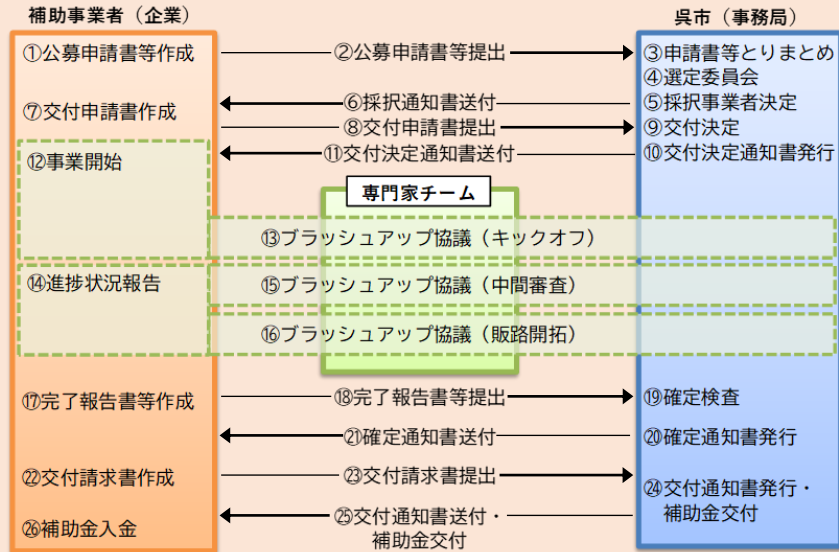 補助事業者（企業）
呉市（事務局）
①公募申請書等作成
②公募申請書等提出
③申請書等とりまとめ
④選定委員会
⑥採択通知書送付
⑤採択事業者決定
⑦交付申請書作成
⑧交付申請書提出
⑨交付決定
⑪交付決定通知書送付
⑩交付決定通知書発行
⑫事業開始
専門家チーム
⑬ブラッシュアップ協議（キックオフ）
⑭進捗状況報告
⑮ブラッシュアップ協議（中間審査）
⑯ブラッシュアップ協議（販路開拓）
⑰完了報告書等作成
⑱完了報告書等提出
⑲確定検査
㉑確定通知書送付
⑳確定通知書発行
㉒交付請求書作成
㉓交付請求書提出
㉔交付通知書発行・
補助金交付
㉕交付通知書送付・
補助金交付
㉖補助金入金